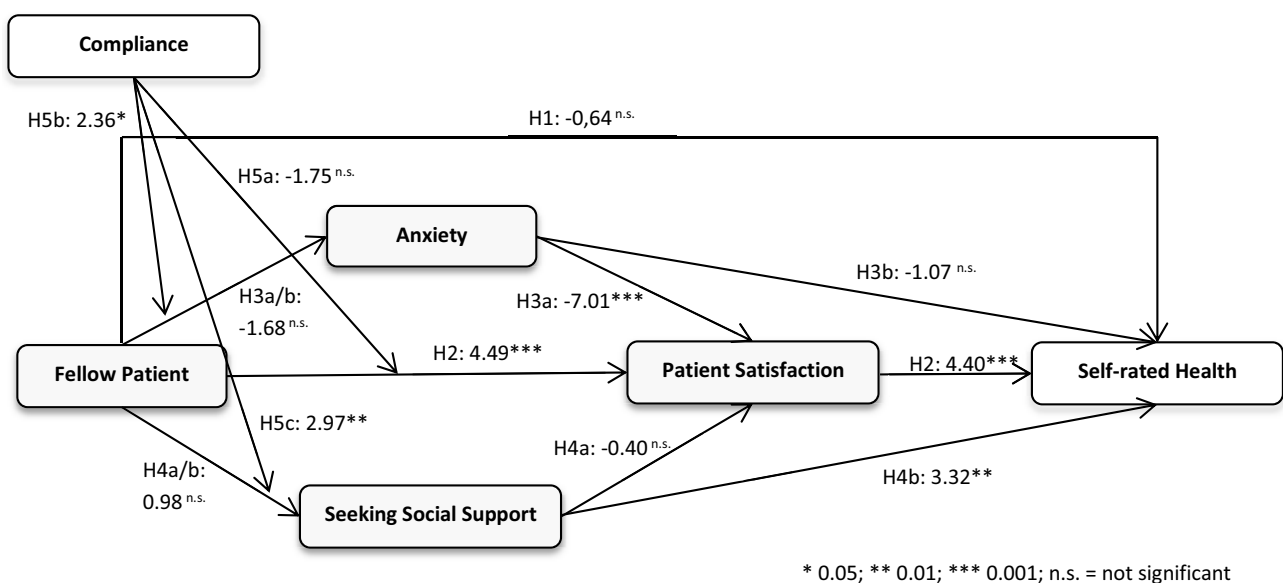 Compliance
H5b: 2.36*
H1: -0,64 n.s.
H5a: -1.75 n.s.
Anxiety
H3b: -1.07 n.s.
H3a: -7.01***
H3a/b:
-1.68 n.s.
Fellow Patient
H2: 4.49***
Patient Satisfaction
H2: 4.40***
Self-rated Health
H5c: 2.97**
H4a/b:
0.98 n.s.
H4a: -0.40 n.s.
H4b: 3.32**
Seeking Social Support
* 0.05; ** 0.01; *** 0.001; n.s. = not significant